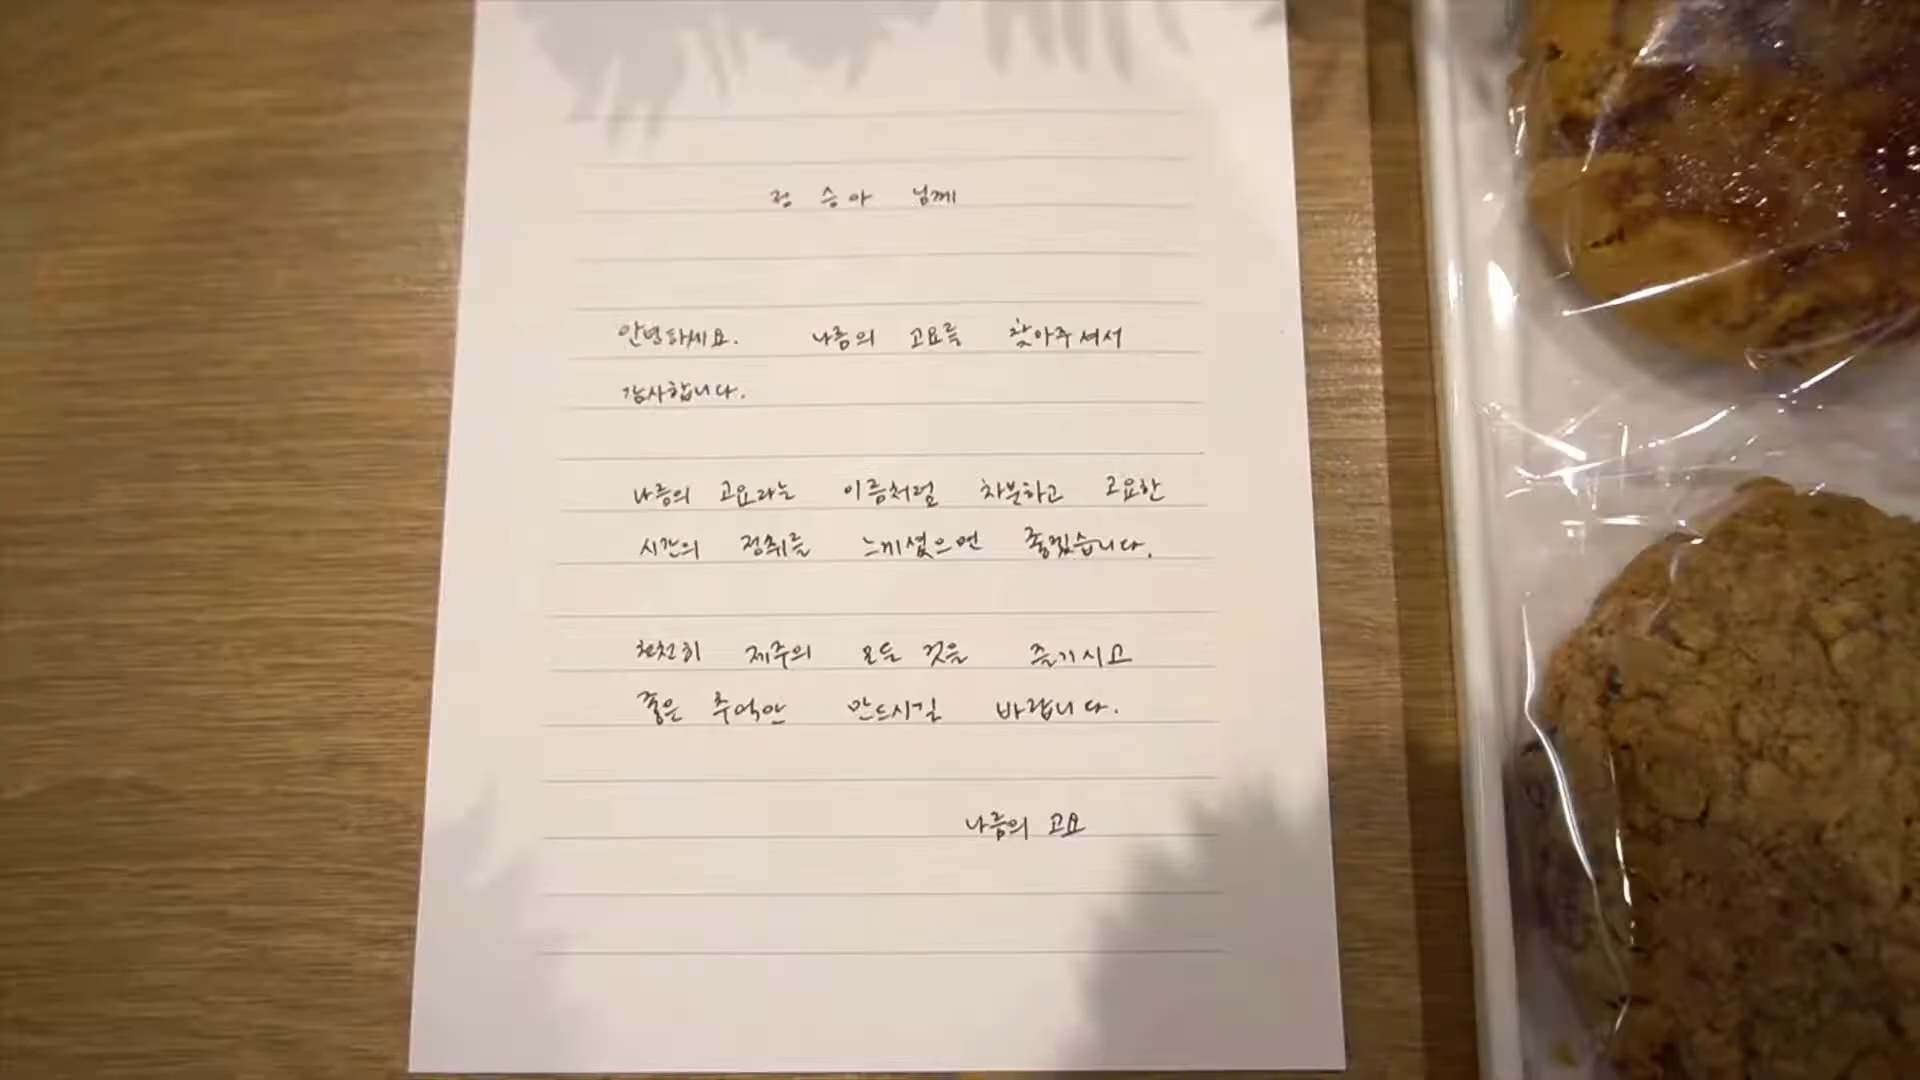 정 승아 님께
안녕하세요. 나름의 고요를 찾아주셔서
감사합니다.
나름의 고요라는 이름처럼 차분하고 고요한
시간의 정취를 느끼셨으면 좋겠습니다.
천천히 제주의 모든 것을 즐기시고
좋은 추억만 만드시길 바랍니다.
나름의 고요